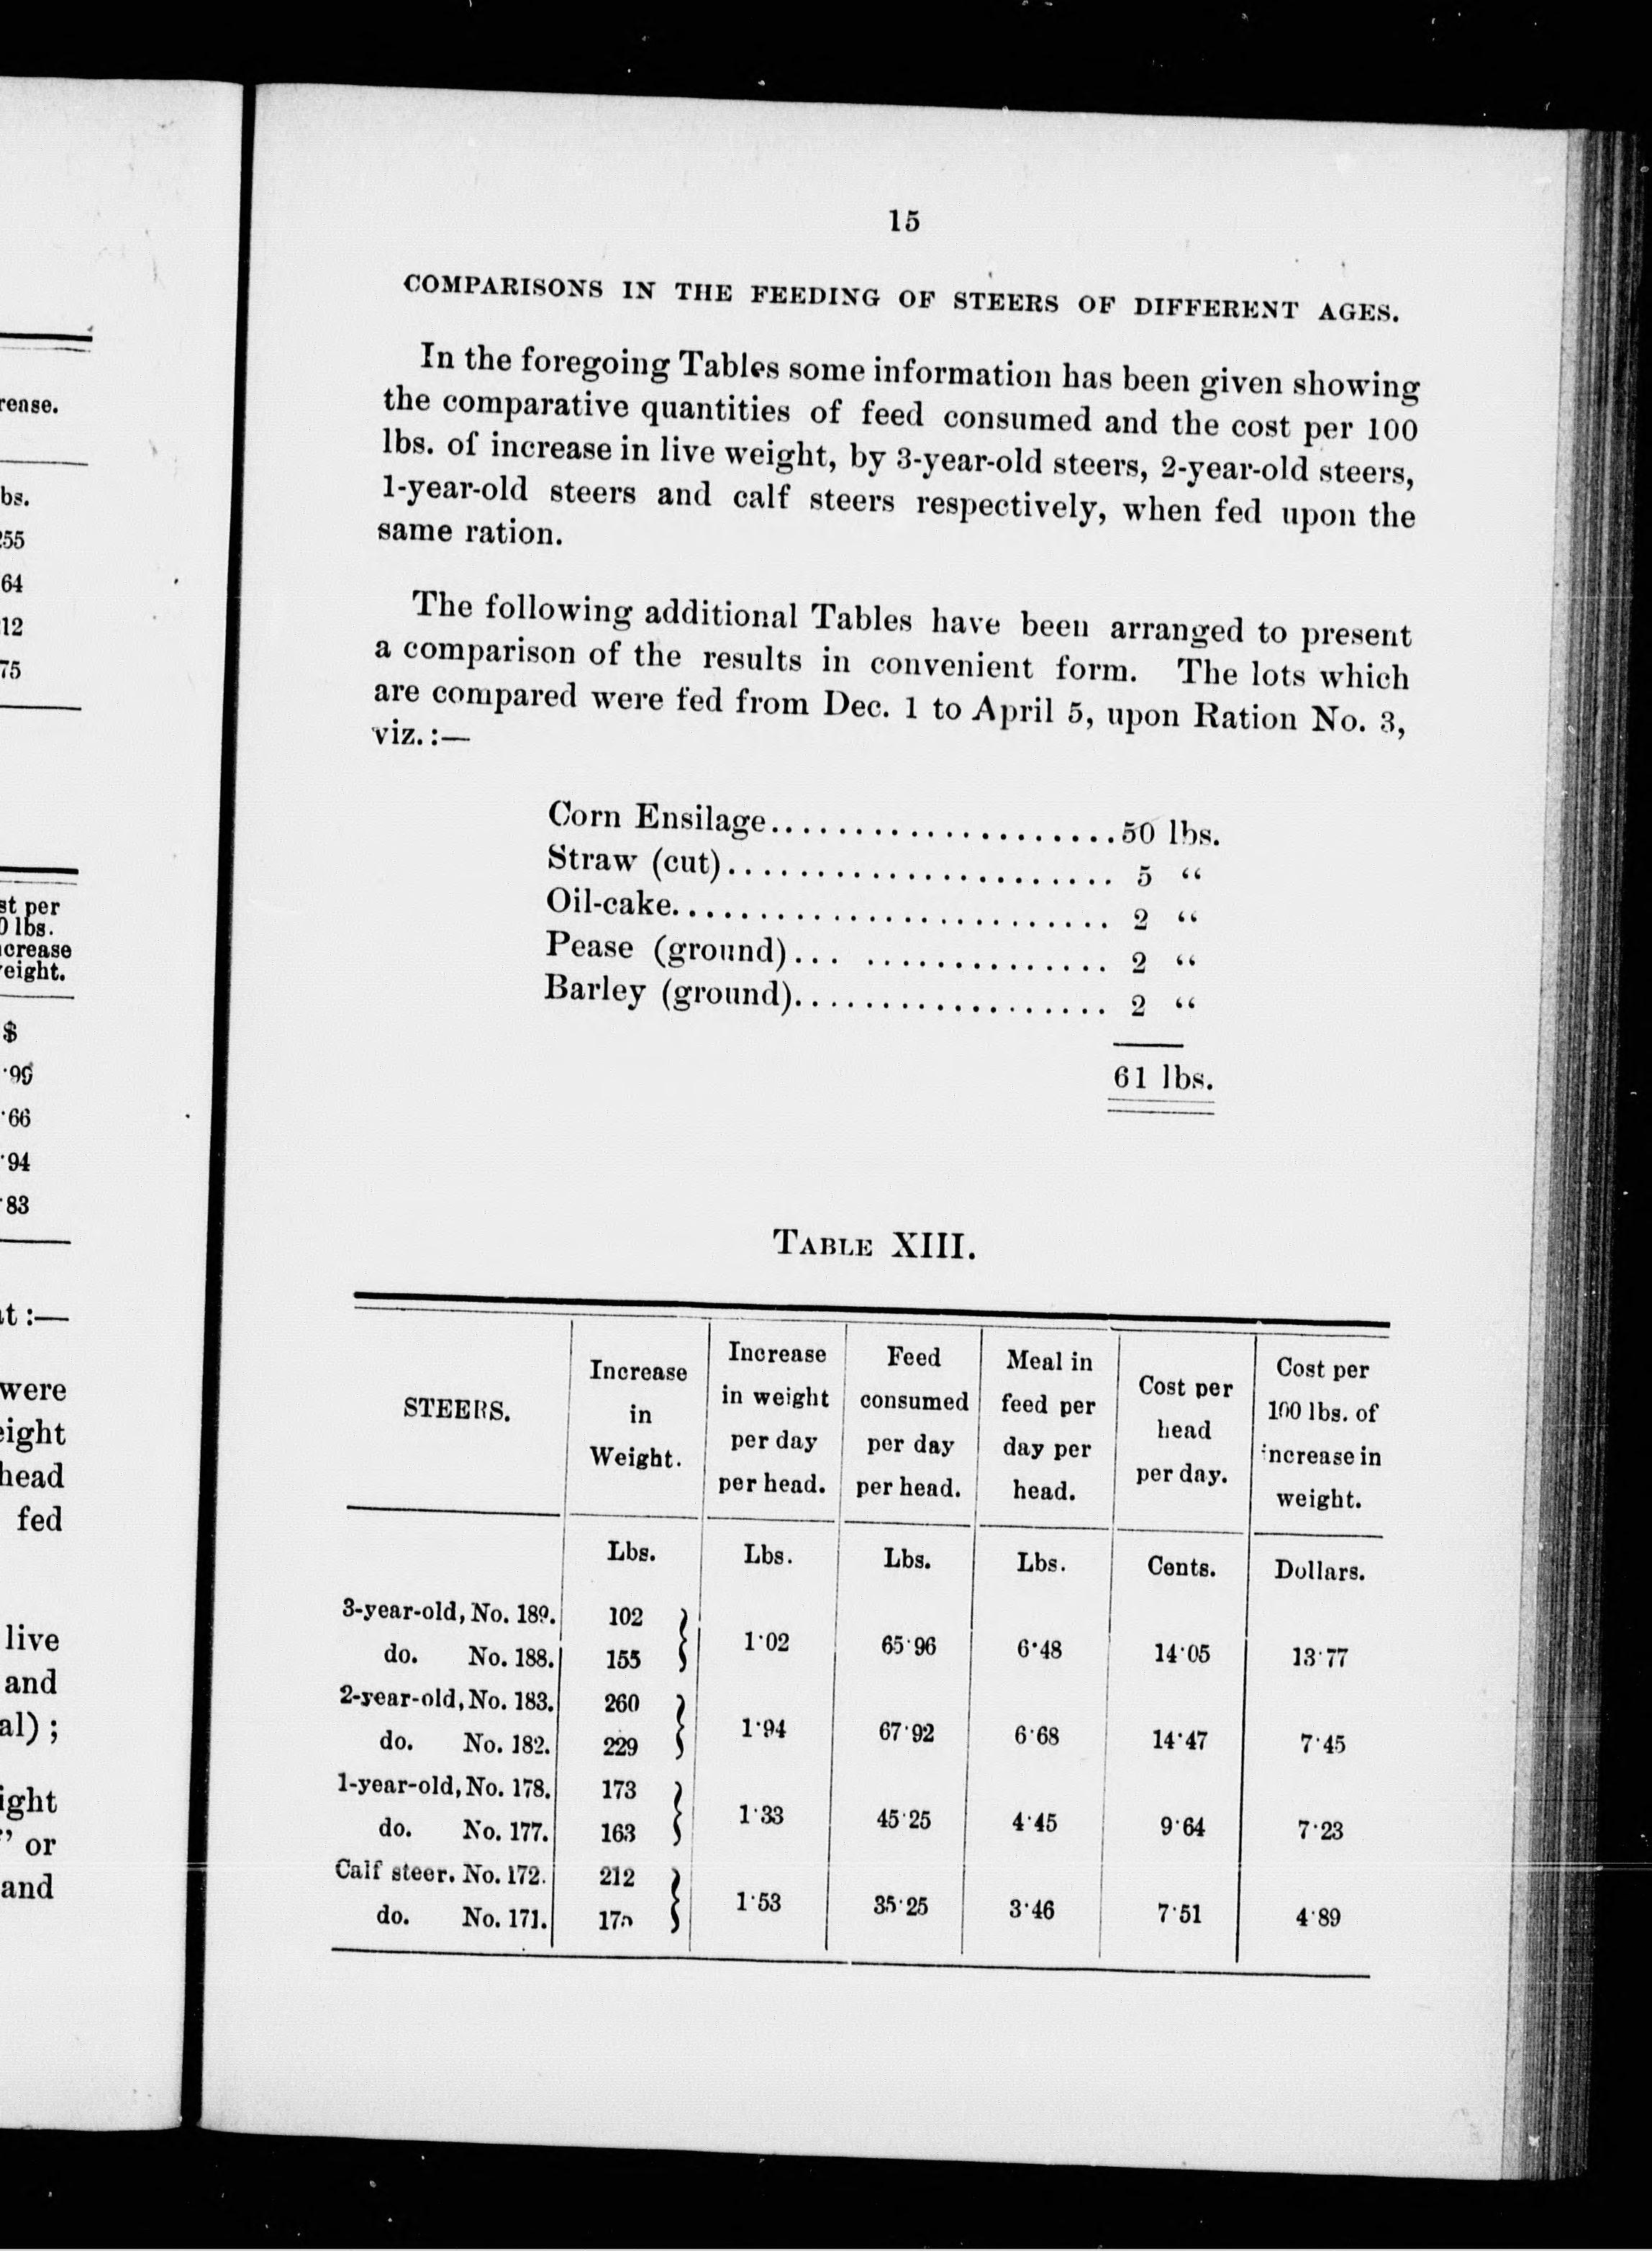 rense.
bs.
255
64
12
75
st per
0 lbs.
crease
eight.
$
·99
·66
·94
·83
at :—
were
eight
head
fed
live
and
al) ;
ight
” or
and
15
COMPARISONS IN THE FEEDING OF STEERS OF DIFFERENT AGES.
In the foregoing Tables some information has been given showing
the comparative quantities of feed consumed and the cost per 100
lbs. of increase in live weight, by 3-year-old steers, 2-year-old steers,
1-year-old steers and calf steers respectively, when fed upon the
same ration.
The following additional Tables have been arranged to present
a comparison of the results in convenient form. The lots which
are compared were fed from Dec. 1 to April 5, upon Ration No. 3,
viz. :—
Corn Ensilage.....................50 lbs.
Straw (cut)....................... 5 “
Oil-cake.......................... 2 “
Pease (ground)... .............. 2 “
Barley (ground)................... 2 “
61 lbs.
TABLE XIII.
STEERS. Increase in Weight. Increase in weight per day per head. Feed consumed per day per head. Meal in feed per day per head. Cost per head per day. Cost per 100 lbs. of increase in weight.
Lbs. Lbs. Lbs. Lbs. Cents. Dollars.
3-year-old, No. 189. 102
1·02 65·96 6·48 14·05 13·77
do. No. 188. 155
2-year-old, No. 183. 260
1·94 67·92 6·68 14·47 7·45
do. No. 182. 229
1-year-old, No. 178. 173
1·33 45·25 4·45 9·64 7·23
do. No. 177. 163
Calf steer. No. 172. 212
1·53 35·25 3·46 7·51 4·89
do. No. 171.